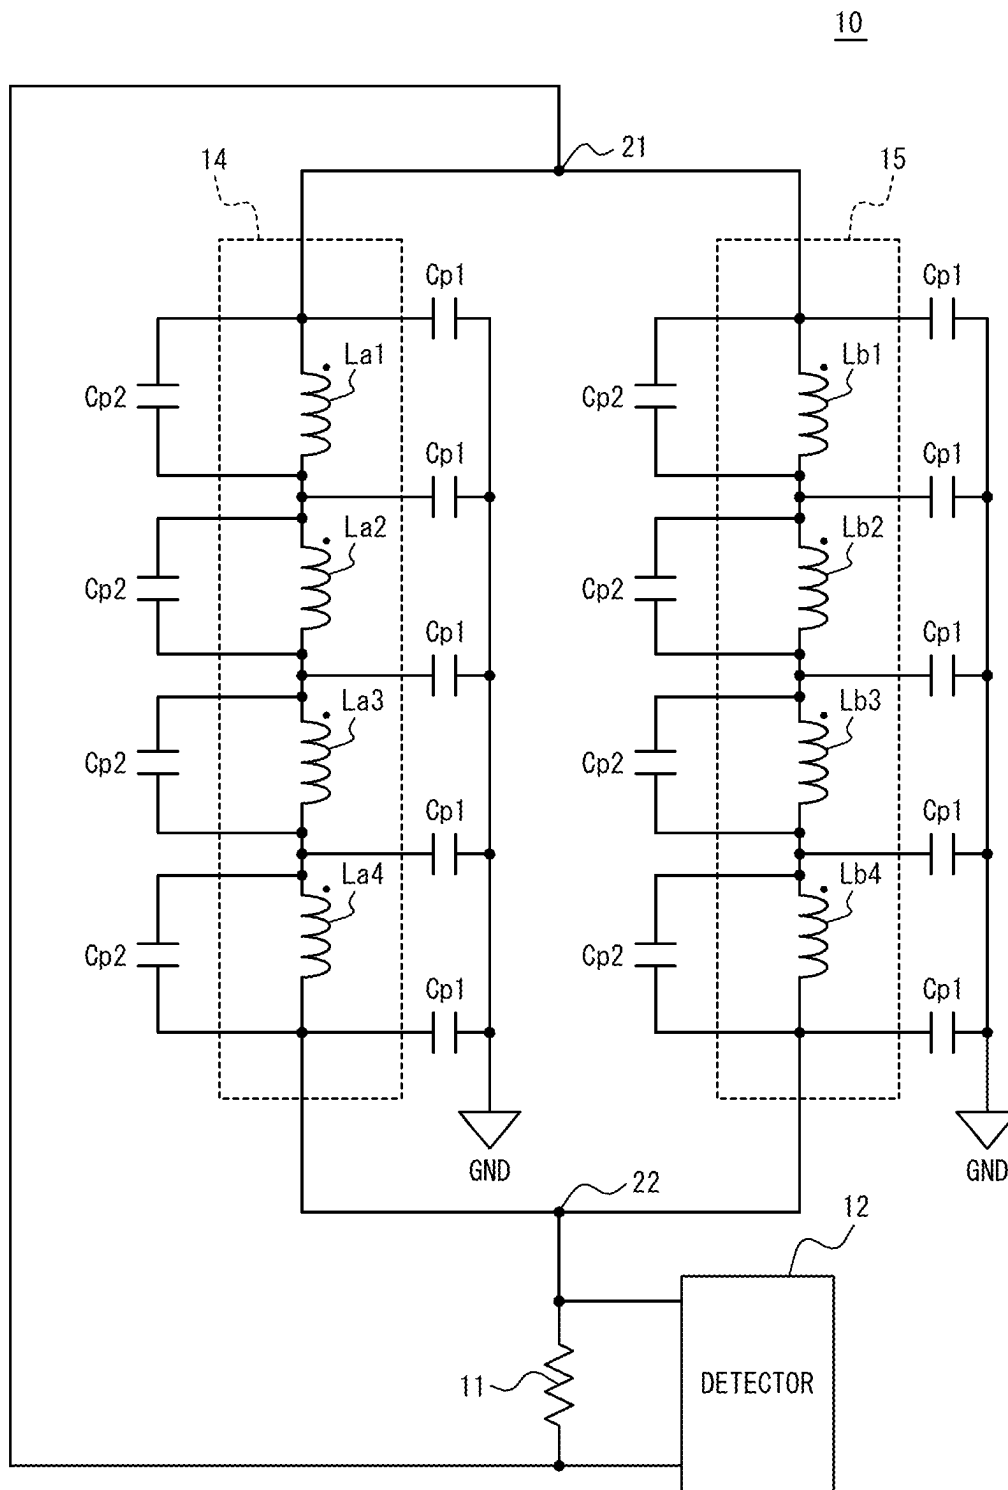 10
21
14
15
Cp1
Cp1
La1
Lb1
Cp2
Cp2
Cp1
Cp1
La2
Lb2
Cp2
Cp2
Cp1
Cp1
La3
Lb3
Cp2
Cp2
Cp1
Cp1
La4
Lb4
Cp2
Cp2
Cp1
Cp1
GND
GND
22
12
11
DETECTOR